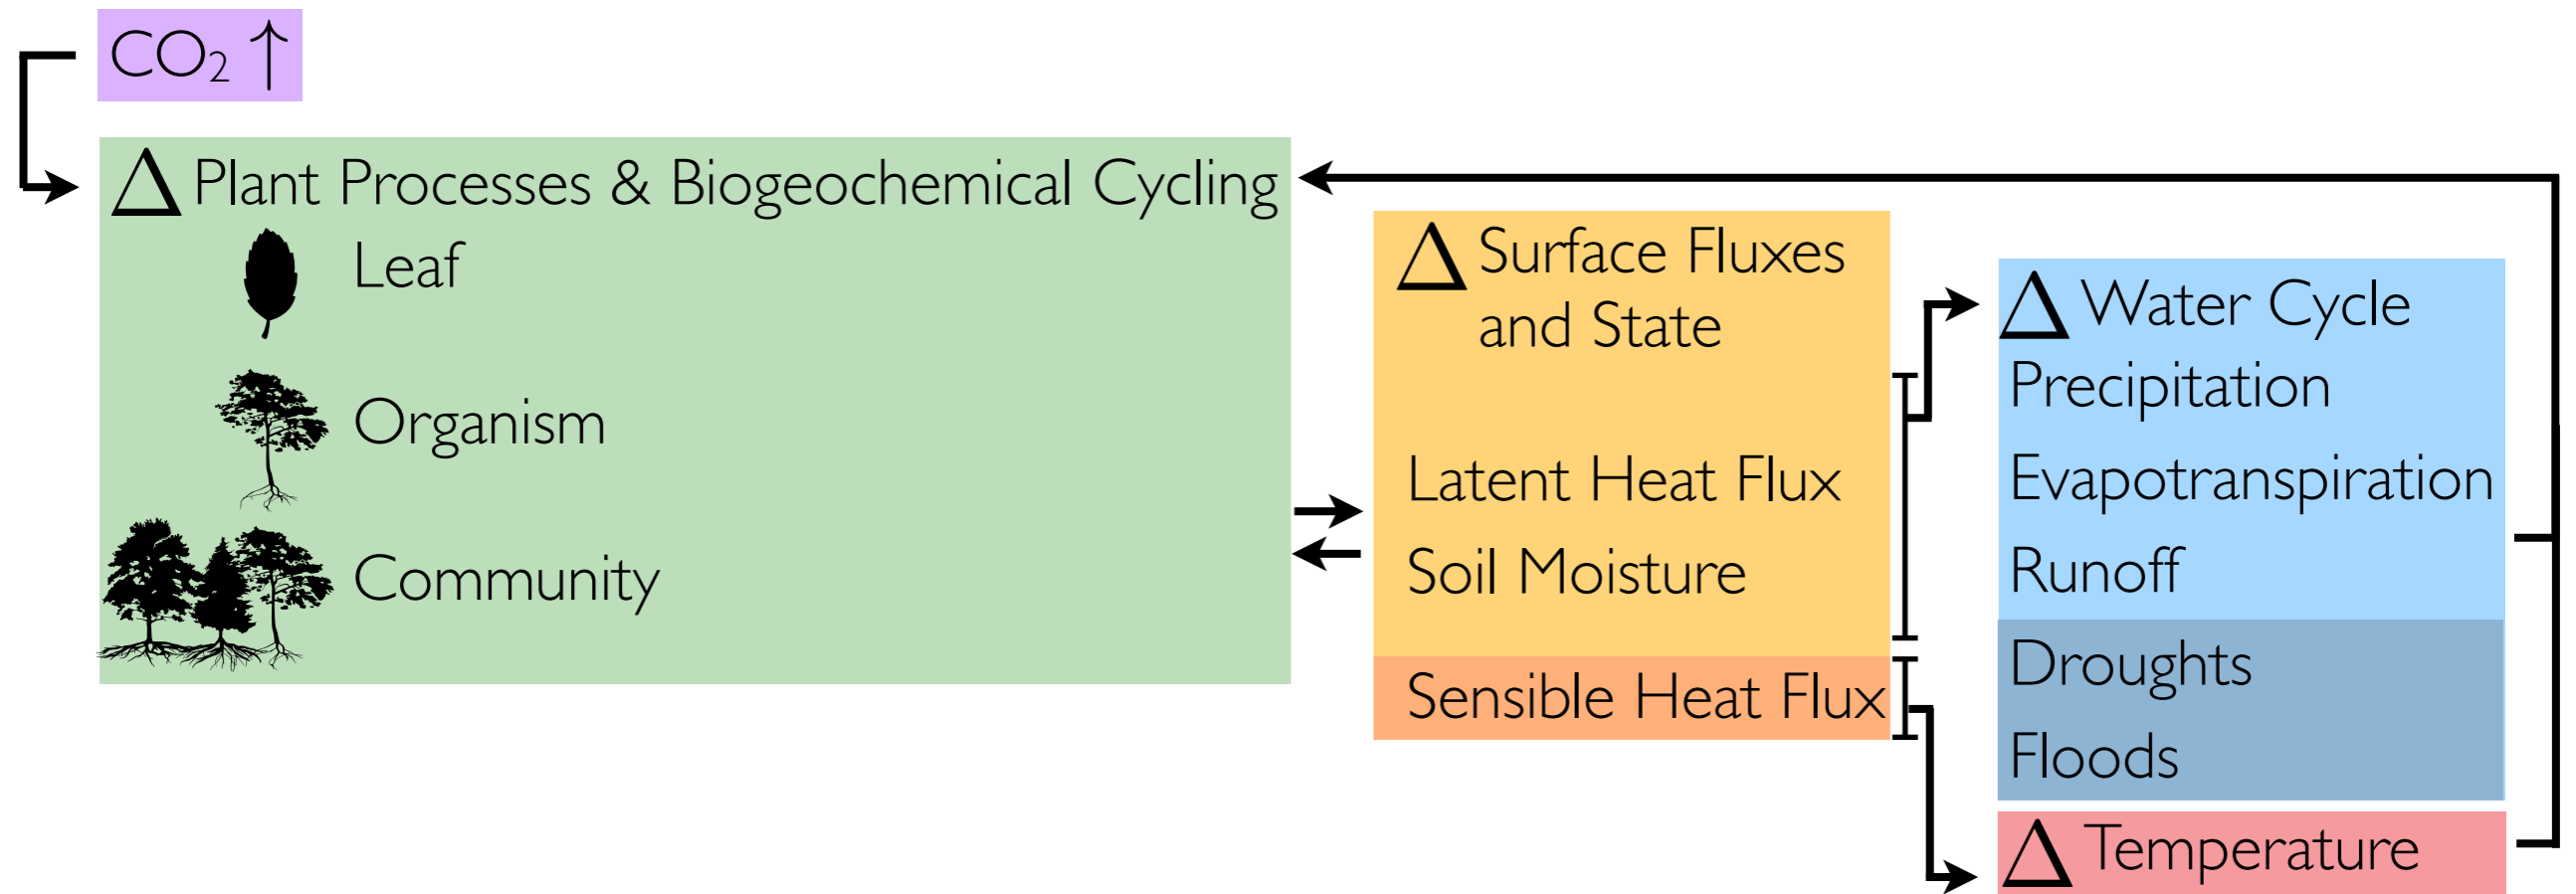 CO₂ ↑
Δ Plant Processes & Biogeochemical Cycling
Leaf
Organism
Community
Δ Surface Fluxes
and State
Latent Heat Flux
Soil Moisture
Sensible Heat Flux
Δ Water Cycle
Precipitation
Evapotranspiration
Runoff
Droughts
Floods
Δ Temperature